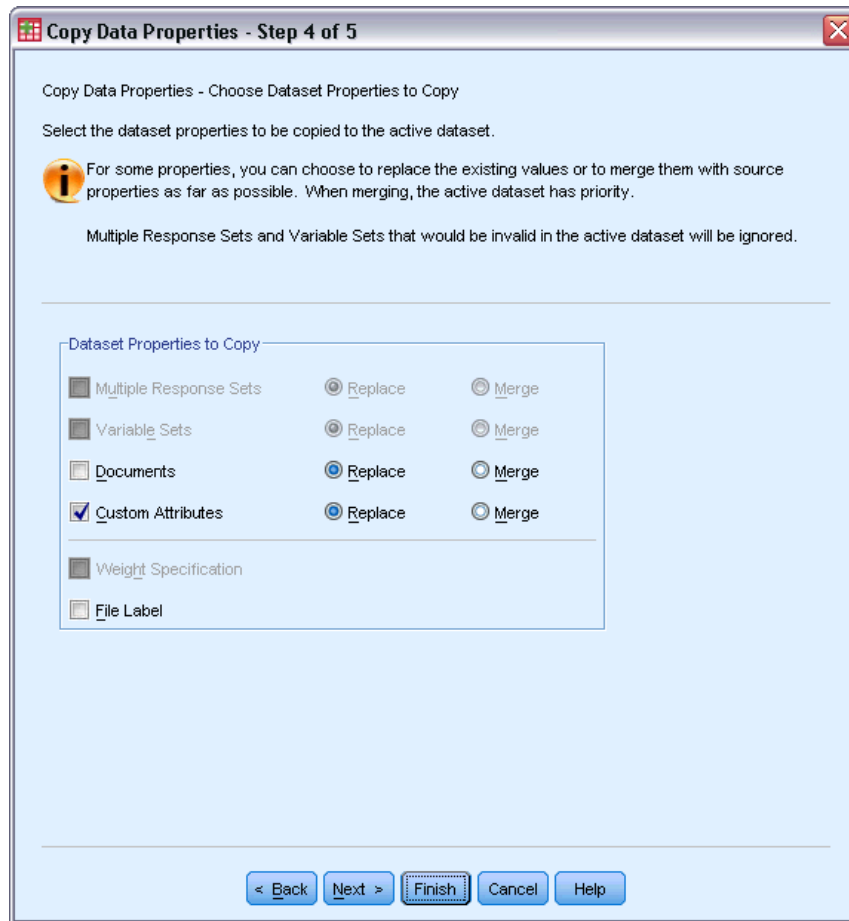 Copy Data Properties - Step 4 of 5
Copy Data Properties - Choose Dataset Properties to Copy
Select the dataset properties to be copied to the active dataset.
For some properties, you can choose to replace the existing values or to merge them with source
properties as far as possible. When merging, the active dataset has priority.
Multiple Response Sets and Variable Sets that would be invalid in the active dataset will be ignored.
Dataset Properties to Copy
Multiple Response Sets Replace Merge
Variable Sets Replace Merge
Documents Replace Merge
Custom Attributes Replace Merge
Weight Specification
File Label
< Back Next > Finish Cancel Help